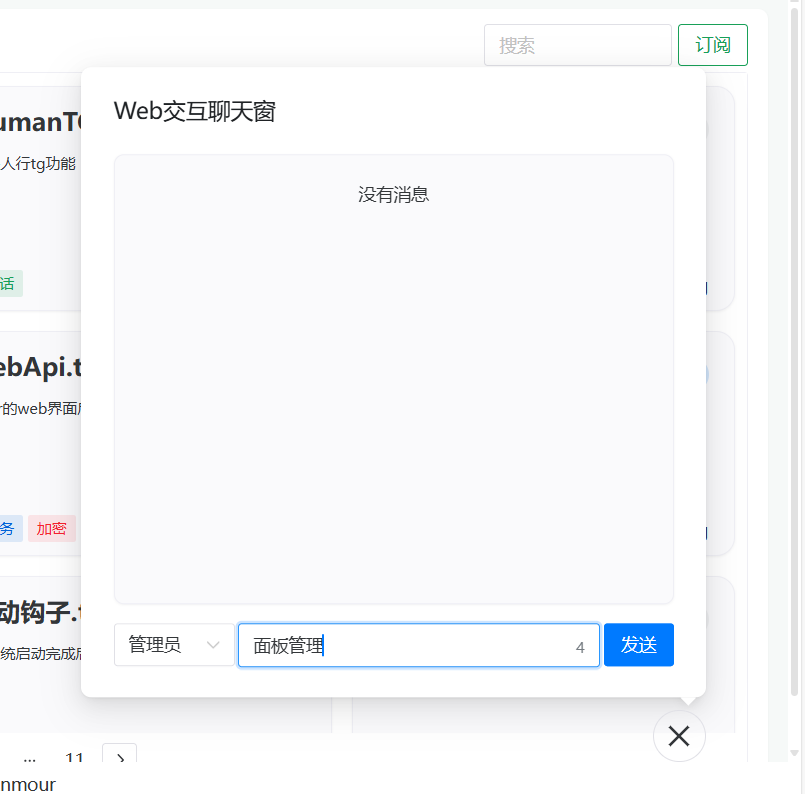 搜索
订阅
umanT
Web交互聊天窗
人行tg功能
没有消息
话
ebApi.t
的web界面
务
加密
动钩子.
统启动完成
管理员
面板管理
4
发送
...
11
>
nmour